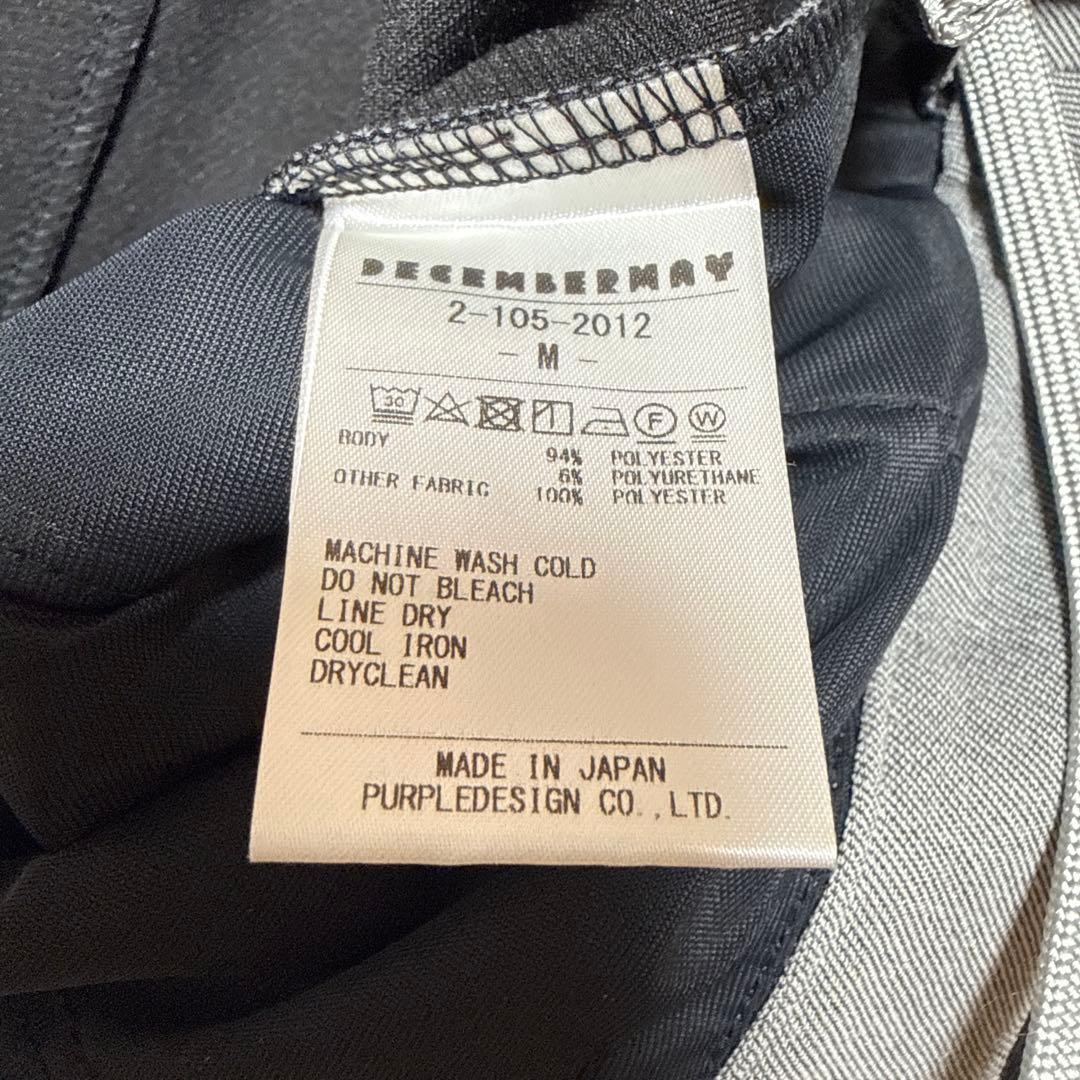 DECEMBERMAY
2-105-2012
- M -
30 F W
BODY 94% POLYESTER
6% POLYURETHANE
OTHER FABRIC 100% POLYESTER
MACHINE WASH COLD
DO NOT BLEACH
LINE DRY
COOL IRON
DRYCLEAN
MADE IN JAPAN
PURPLEDESIGN CO.,LTD.